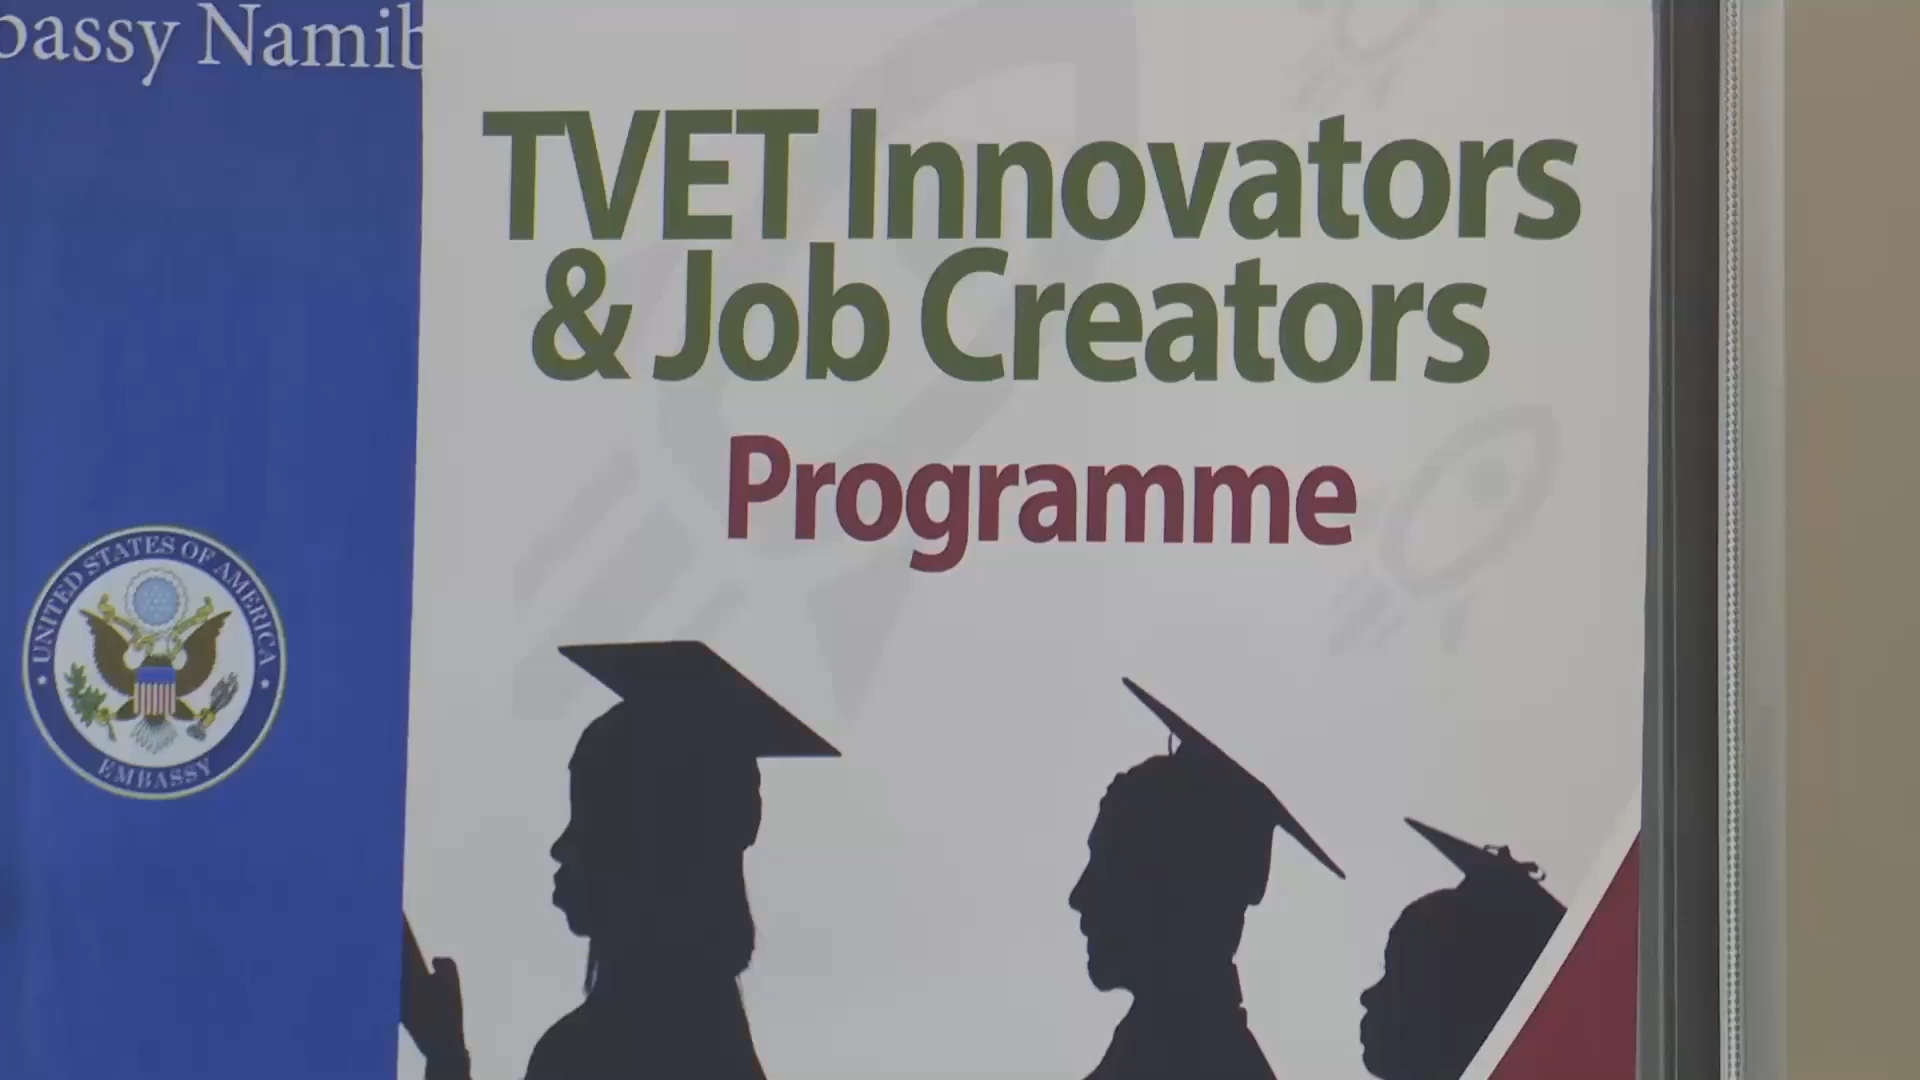 bassy Namib
TVET Innovators
& Job Creators
Programme
UNITED STATES OF AMERICA
EMBASSY